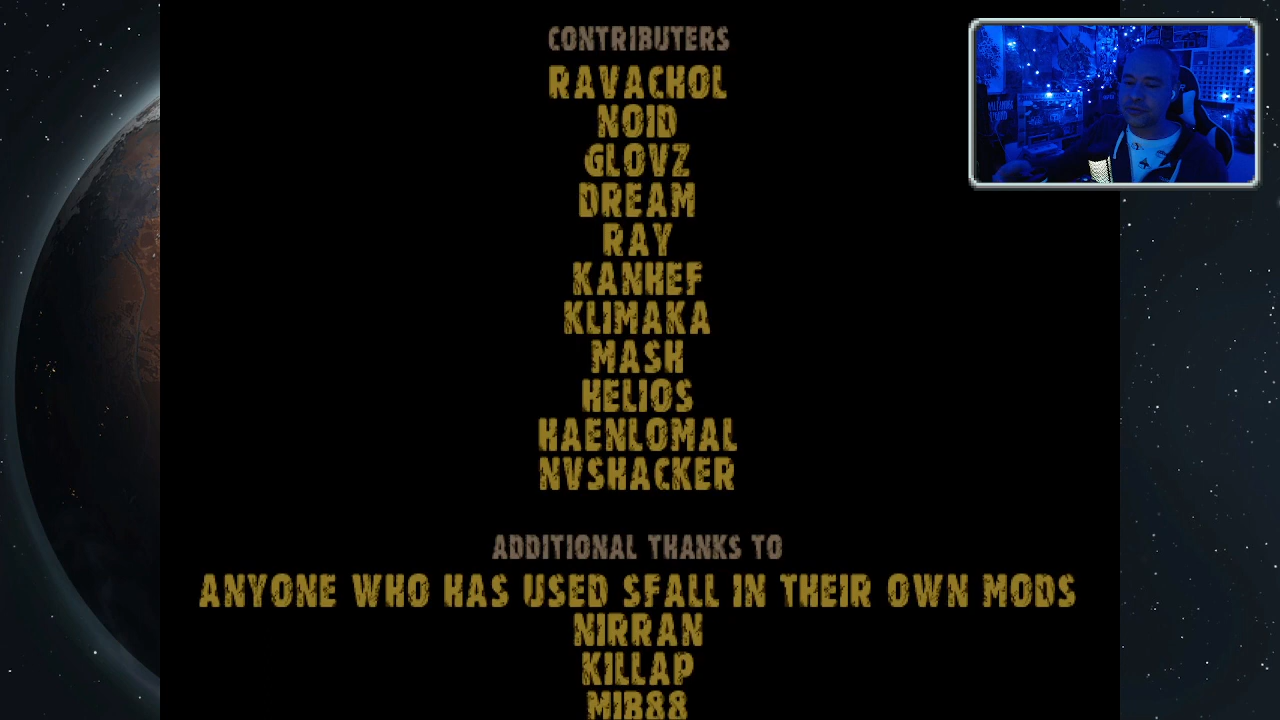 CONTRIBUTERS
RAVACHOL
NOID
GLOVZ
DREAM
RAY
KANHEF
KLIMAKA
MASH
HELIOS
HAENLOMAL
NVSHACKER
ADDITIONAL THANKS TO
ANYONE WHO HAS USED SFALL IN THEIR OWN MODS
NIRRAN
KILLAP
MIB88